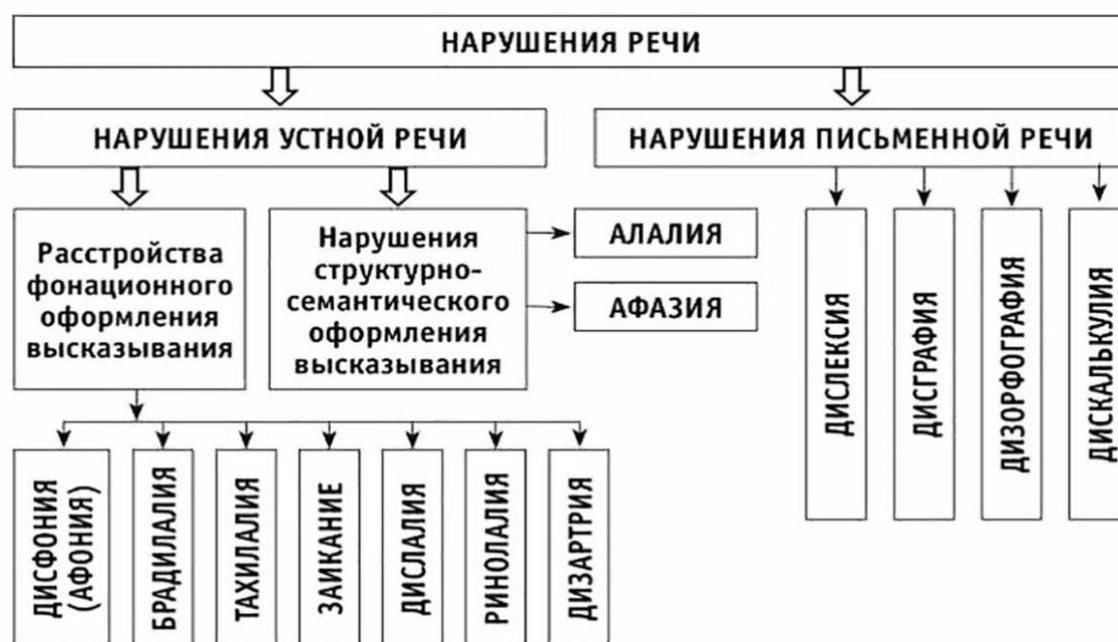 НАРУШЕНИЯ РЕЧИ
НАРУШЕНИЯ УСТНОЙ РЕЧИ
НАРУШЕНИЯ ПИСЬМЕННОЙ РЕЧИ
Расстройства
фонационного
оформления
высказывания
Нарушения
структурно-
семантического
оформления
высказывания
АЛАЛИЯ
АФАЗИЯ
ДИСЛЕКСИЯ
ДИСГРАФИЯ
ДИЗОРФОГРАФИЯ
ДИСКАЛЬКУЛИЯ
ДИСФОНИЯ
(АФОНИЯ)
БРАДИЛАЛИЯ
ТАХИЛАЛИЯ
ЗАИКАНИЕ
ДИСЛАЛИЯ
РИНОЛАЛИЯ
ДИЗАРТРИЯ